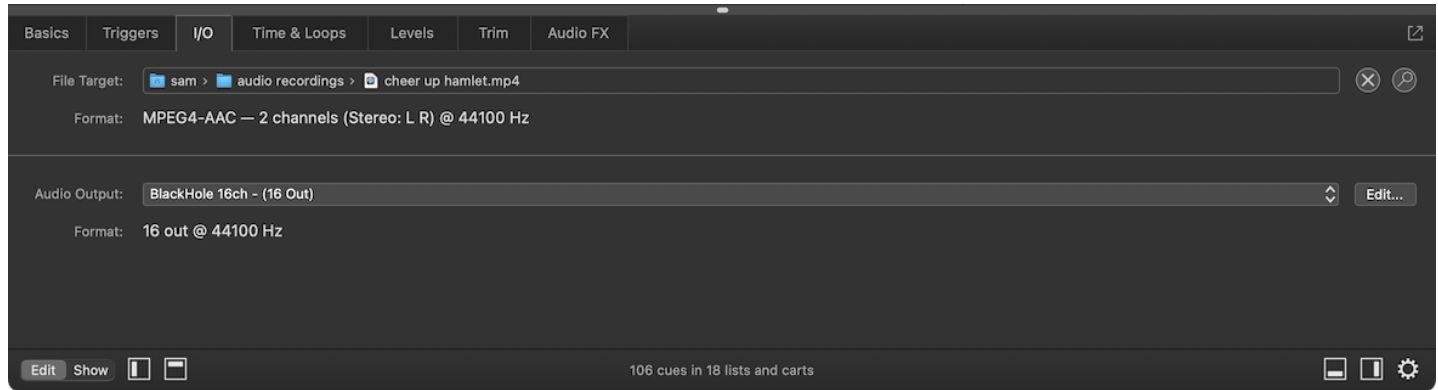 Basics Triggers I/O Time & Loops Levels Trim Audio FX
File Target: sam › audio recordings › cheer up hamlet.mp4
Format: MPEG4-AAC — 2 channels (Stereo: L R) @ 44100 Hz
Audio Output: BlackHole 16ch - (16 Out) Edit...
Format: 16 out @ 44100 Hz
Edit Show 106 cues in 18 lists and carts